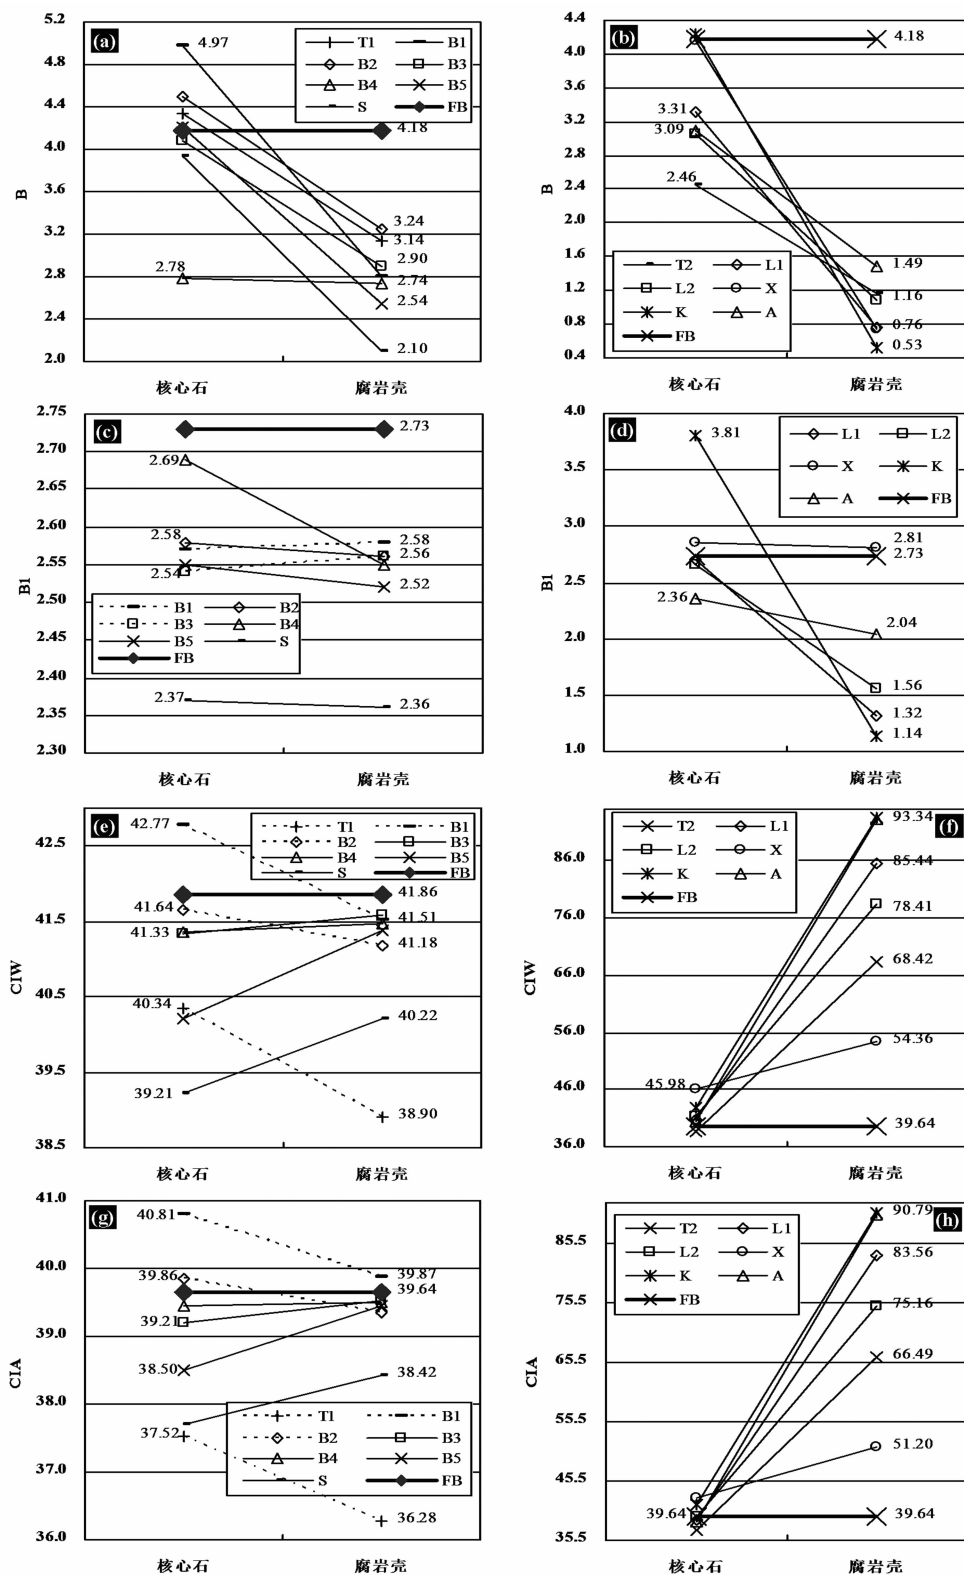 (a)
5.2
4.8
4.4
4.0
3.6
3.2
2.8
2.4
2.0
B
T1 B1
B2 B3
B4 B5
S FB
4.97
4.18
3.24
3.14
2.90
2.78
2.74
2.54
2.10
核心石 腐岩壳
(b)
4.4
4.0
3.6
3.2
2.8
2.4
2.0
1.6
1.2
0.8
0.4
B
4.18
3.31
3.09
2.46
1.49
1.16
0.76
0.53
T2 L1
L2 X
K A
FB
核心石 腐岩壳
(c)
2.75
2.70
2.65
2.60
2.55
2.50
2.45
2.40
2.35
2.30
B1
2.73
2.69
2.58
2.58
2.56
2.54
2.52
B1 B2
B3 B4
B5 S
FB
2.37
2.36
核心石 腐岩壳
(d)
4.0
3.5
3.0
2.5
2.0
1.5
1.0
B1
L1 L2
X K
A FB
3.81
2.81
2.73
2.36
2.04
1.56
1.32
1.14
核心石 腐岩壳
(e)
42.5
41.5
40.5
39.5
38.5
CIW
T1 B1
B2 B3
B4 B5
S FB
42.77
41.86
41.64
41.51
41.33
41.18
40.34
40.22
39.21
38.90
核心石 腐岩壳
(f)
86.0
76.0
66.0
56.0
46.0
36.0
CIW
T2 L1
L2 X
K A
FB
93.34
85.44
78.41
68.42
54.36
45.98
39.64
核心石 腐岩壳
(g)
41.0
40.0
39.0
38.0
37.0
36.0
CIA
40.81
39.87
39.86
39.64
39.21
38.50
38.42
37.52
36.28
T1 B1
B2 B3
B4 B5
S FB
核心石 腐岩壳
(h)
85.5
75.5
65.5
55.5
45.5
35.5
CIA
T2 L1
L2 X
K A
FB
90.79
83.56
75.16
66.49
51.20
39.64
39.64
核心石 腐岩壳